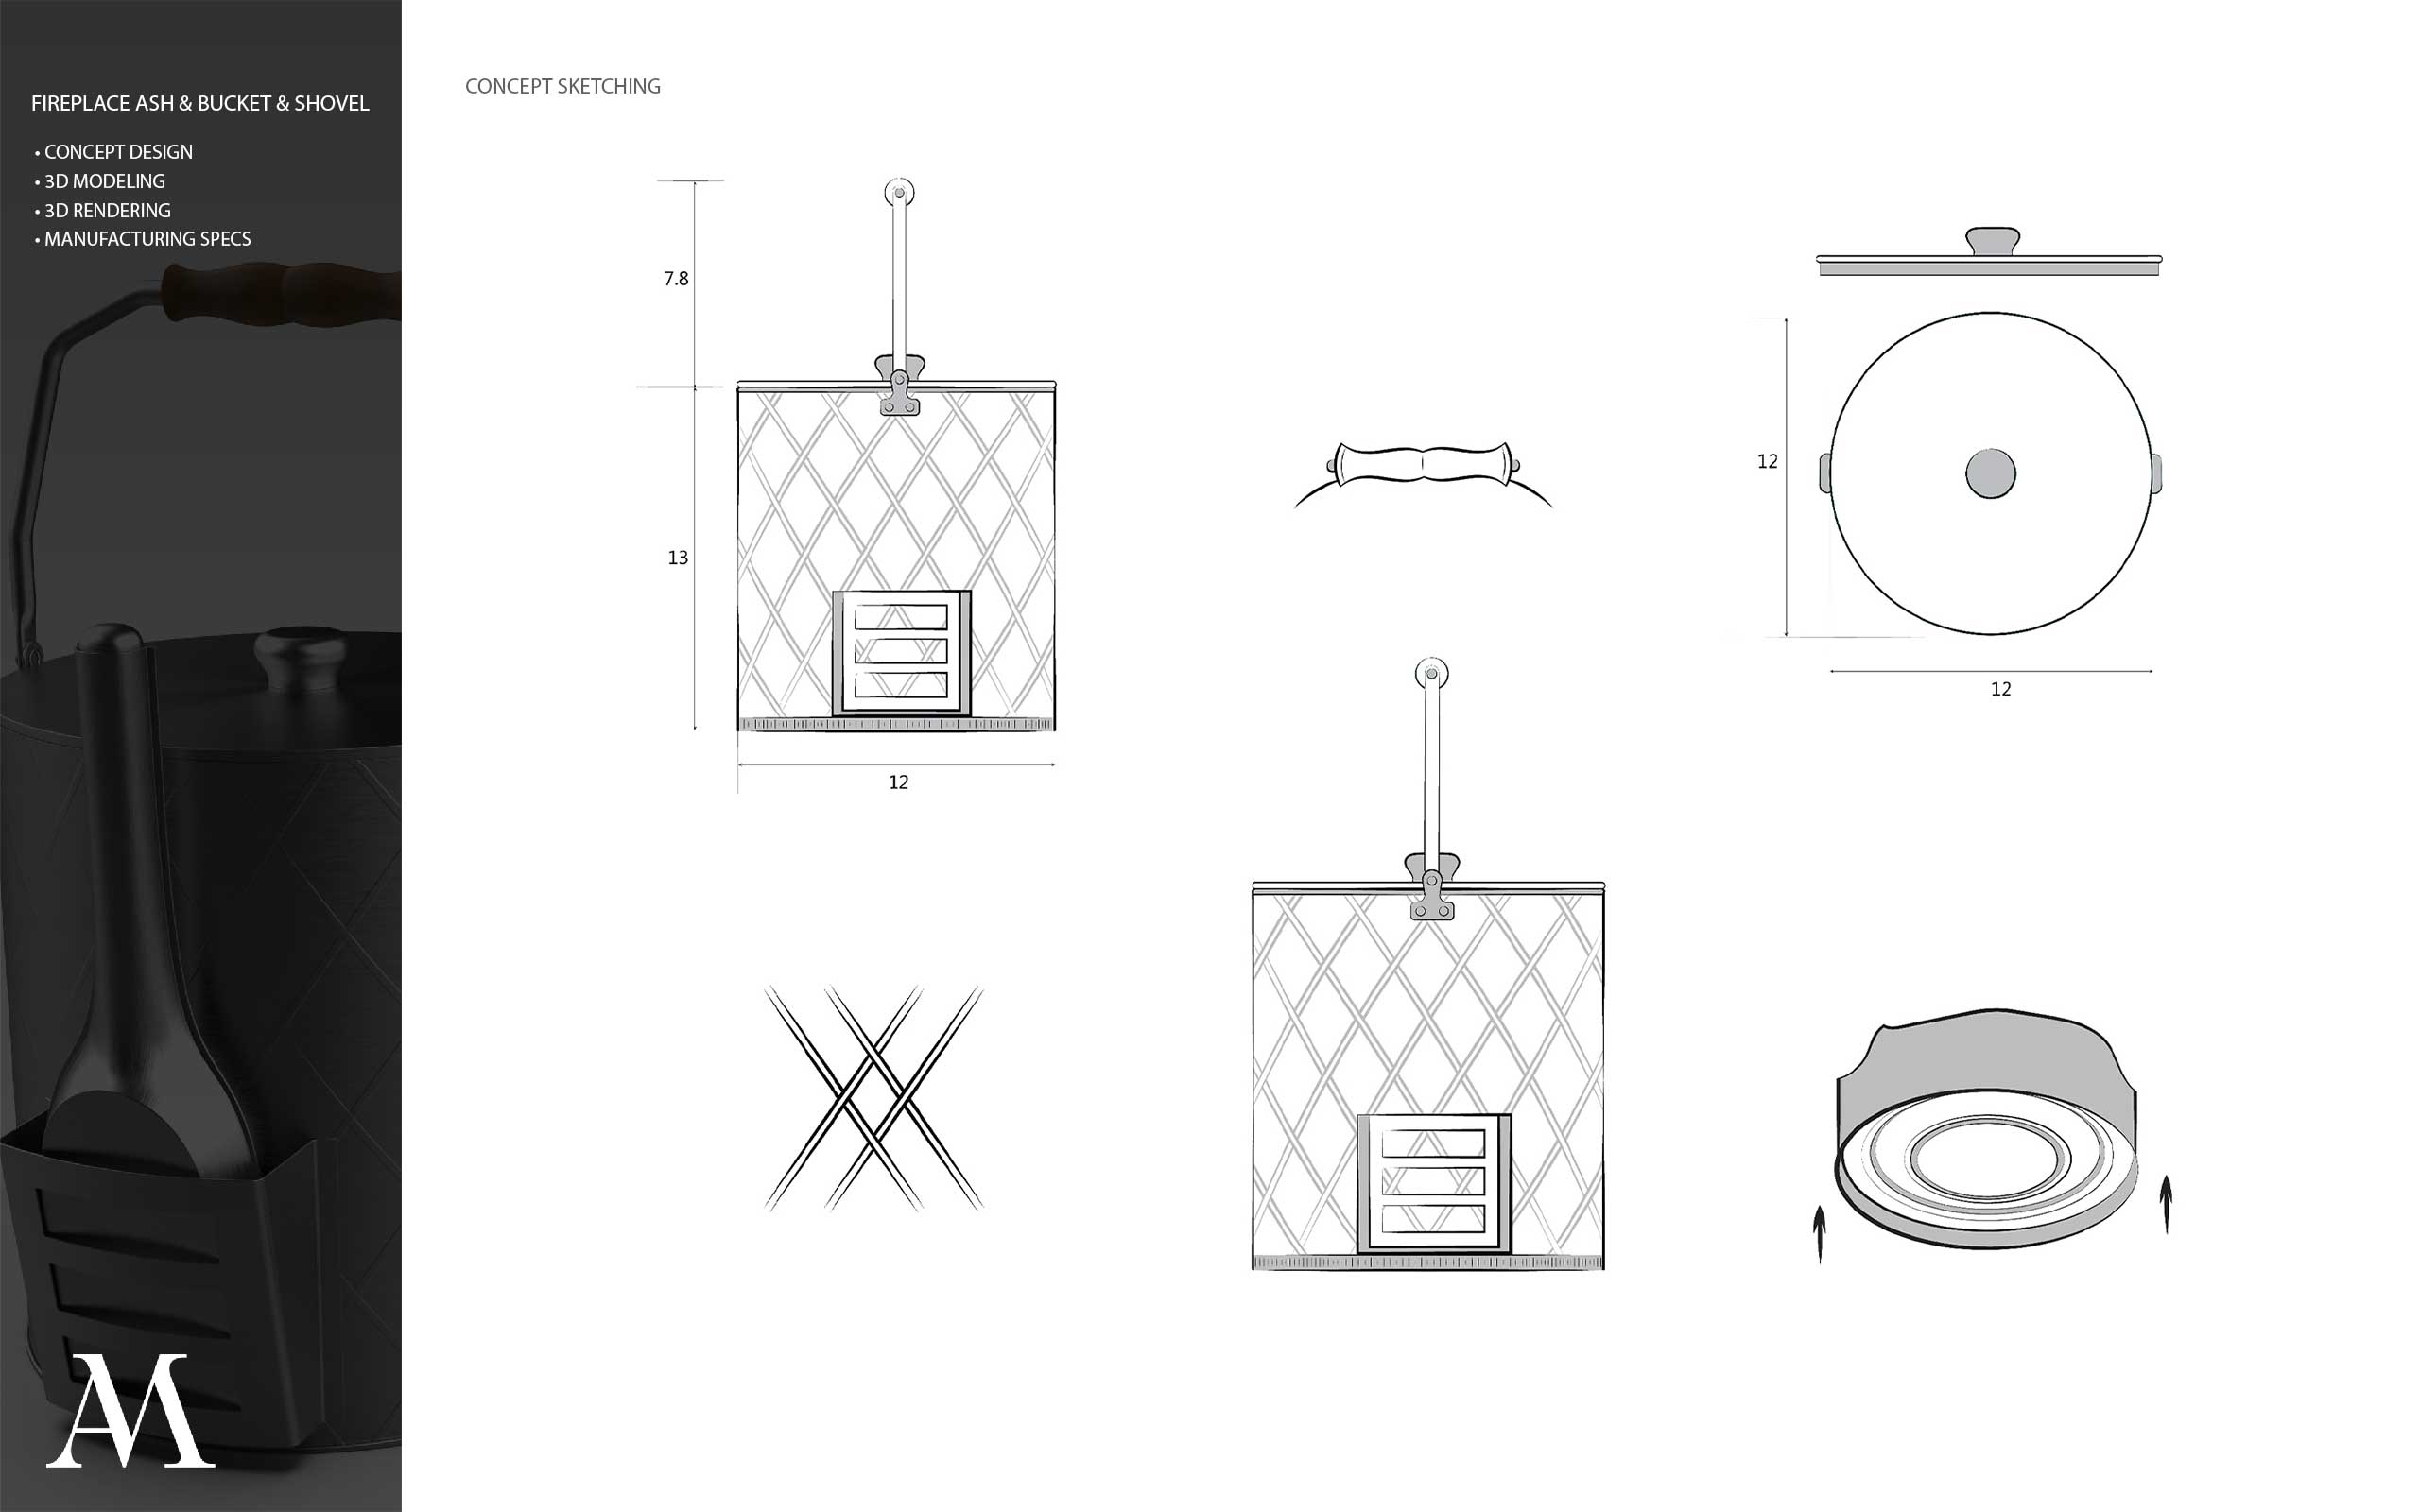 FIREPLACE ASH & BUCKET & SHOVEL
• CONCEPT DESIGN
• 3D MODELING
• 3D RENDERING
• MANUFACTURING SPECS
AM
CONCEPT SKETCHING
7.8
13
12
12
12